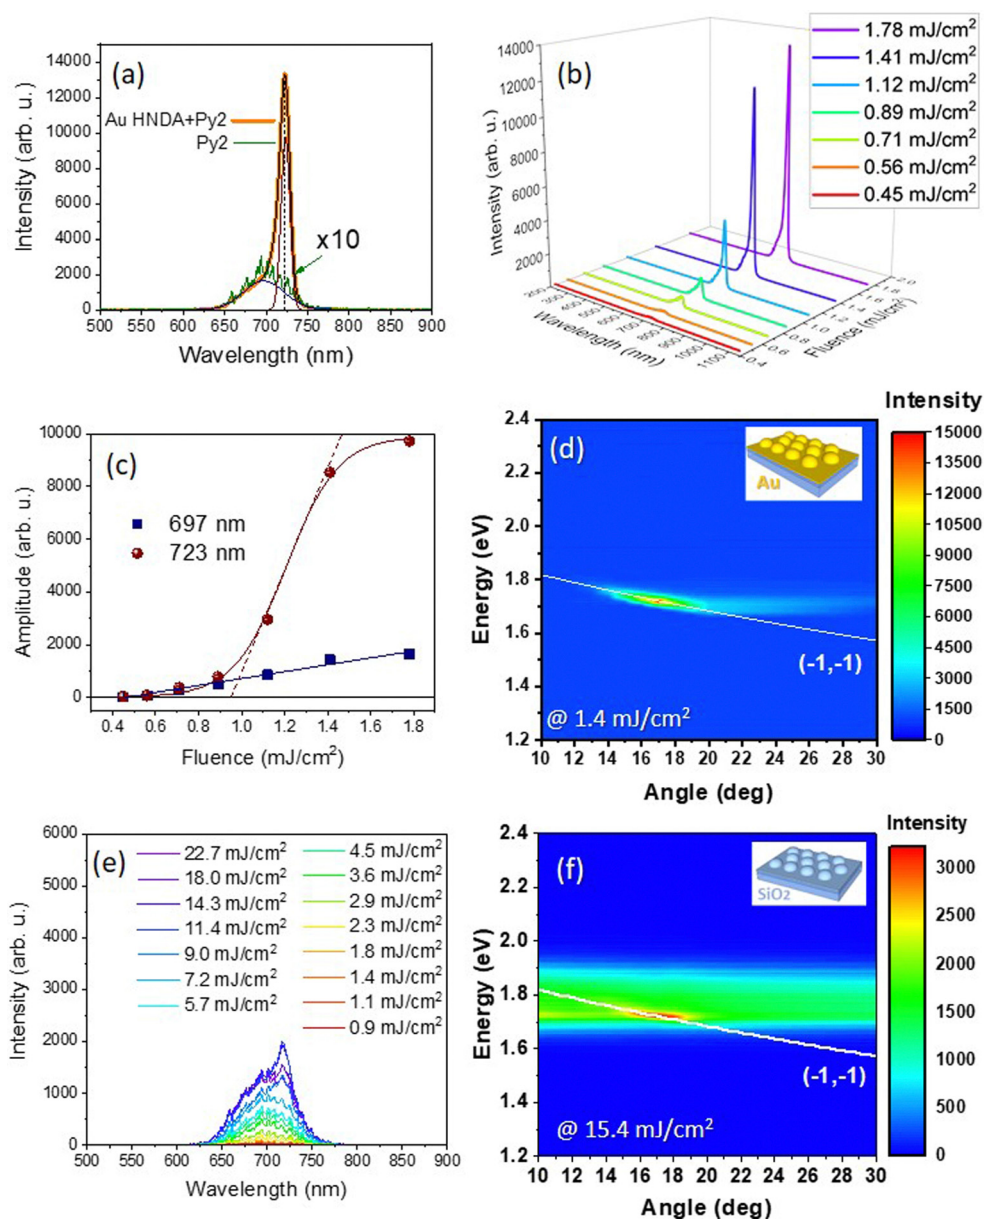 (a)
14000
12000
10000
8000
6000
4000
2000
0
Intensity (arb. u.)
Au HNDA+Py2
Py2
x10
500 550 600 650 700 750 800 850 900
Wavelength (nm)
(b)
14000
12000
10000
8000
6000
4000
2000
Intensity (arb. u.)
1.78 mJ/cm²
1.41 mJ/cm²
1.12 mJ/cm²
0.89 mJ/cm²
0.71 mJ/cm²
0.56 mJ/cm²
0.45 mJ/cm²
Wavelength (nm)
Fluence (mJ/cm²)
(c)
10000
8000
6000
4000
2000
0
Amplitude (arb. u.)
697 nm
723 nm
0.4 0.6 0.8 1.0 1.2 1.4 1.6 1.8
Fluence (mJ/cm²)
(d)
2.4
2.2
2.0
1.8
1.6
1.4
1.2
Energy (eV)
Au
(-1,-1)
@ 1.4 mJ/cm²
10 12 14 16 18 20 22 24 26 28 30
Angle (deg)
Intensity
15000
13500
12000
10500
9000
7500
6000
4500
3000
1500
0
(e)
6000
5000
4000
3000
2000
1000
0
Intensity (arb. u.)
22.7 mJ/cm²
18.0 mJ/cm²
14.3 mJ/cm²
11.4 mJ/cm²
9.0 mJ/cm²
7.2 mJ/cm²
5.7 mJ/cm²
4.5 mJ/cm²
3.6 mJ/cm²
2.9 mJ/cm²
2.3 mJ/cm²
1.8 mJ/cm²
1.4 mJ/cm²
1.1 mJ/cm²
0.9 mJ/cm²
500 550 600 650 700 750 800 850 900
Wavelength (nm)
(f)
2.4
2.2
2.0
1.8
1.6
1.4
1.2
Energy (eV)
SiO₂
(-1,-1)
@ 15.4 mJ/cm²
10 12 14 16 18 20 22 24 26 28 30
Angle (deg)
Intensity
3000
2500
2000
1500
1000
500
0